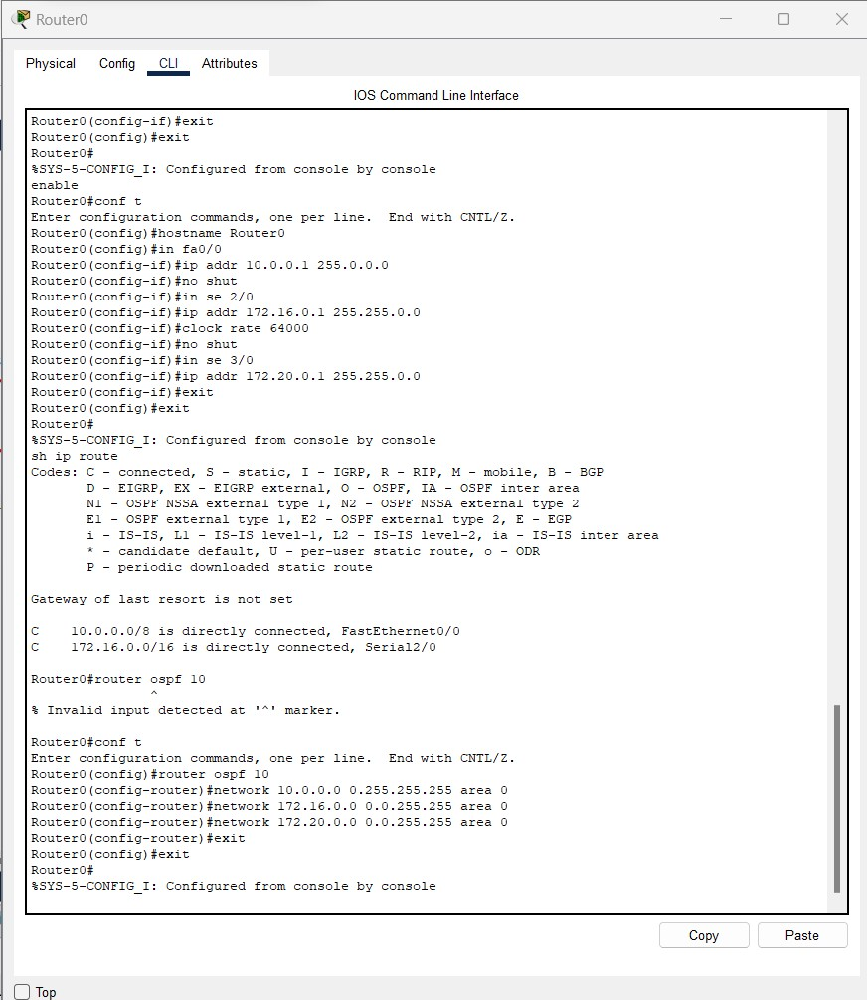 Router0
Physical Config CLI Attributes
IOS Command Line Interface
Router0(config-if)#exit
Router0(config)#exit
Router0#
%SYS-5-CONFIG_I: Configured from console by console
enable
Router0#conf t
Enter configuration commands, one per line.  End with CNTL/Z.
Router0(config)#hostname Router0
Router0(config)#in fa0/0
Router0(config-if)#ip addr 10.0.0.1 255.0.0.0
Router0(config-if)#no shut
Router0(config-if)#in se 2/0
Router0(config-if)#ip addr 172.16.0.1 255.255.0.0
Router0(config-if)#clock rate 64000
Router0(config-if)#no shut
Router0(config-if)#in se 3/0
Router0(config-if)#ip addr 172.20.0.1 255.255.0.0
Router0(config-if)#exit
Router0(config)#exit
Router0#
%SYS-5-CONFIG_I: Configured from console by console
sh ip route
Codes: C - connected, S - static, I - IGRP, R - RIP, M - mobile, B - BGP
       D - EIGRP, EX - EIGRP external, O - OSPF, IA - OSPF inter area
       N1 - OSPF NSSA external type 1, N2 - OSPF NSSA external type 2
       E1 - OSPF external type 1, E2 - OSPF external type 2, E - EGP
       i - IS-IS, L1 - IS-IS level-1, L2 - IS-IS level-2, ia - IS-IS inter area
       * - candidate default, U - per-user static route, o - ODR
       P - periodic downloaded static route
Gateway of last resort is not set
C    10.0.0.0/8 is directly connected, FastEthernet0/0
C    172.16.0.0/16 is directly connected, Serial2/0
Router0#router ospf 10
               ^
% Invalid input detected at '^' marker.
Router0#conf t
Enter configuration commands, one per line.  End with CNTL/Z.
Router0(config)#router ospf 10
Router0(config-router)#network 10.0.0.0 0.255.255.255 area 0
Router0(config-router)#network 172.16.0.0 0.0.255.255 area 0
Router0(config-router)#network 172.20.0.0 0.0.255.255 area 0
Router0(config-router)#exit
Router0(config)#exit
Router0#
%SYS-5-CONFIG_I: Configured from console by console
Copy Paste
Top